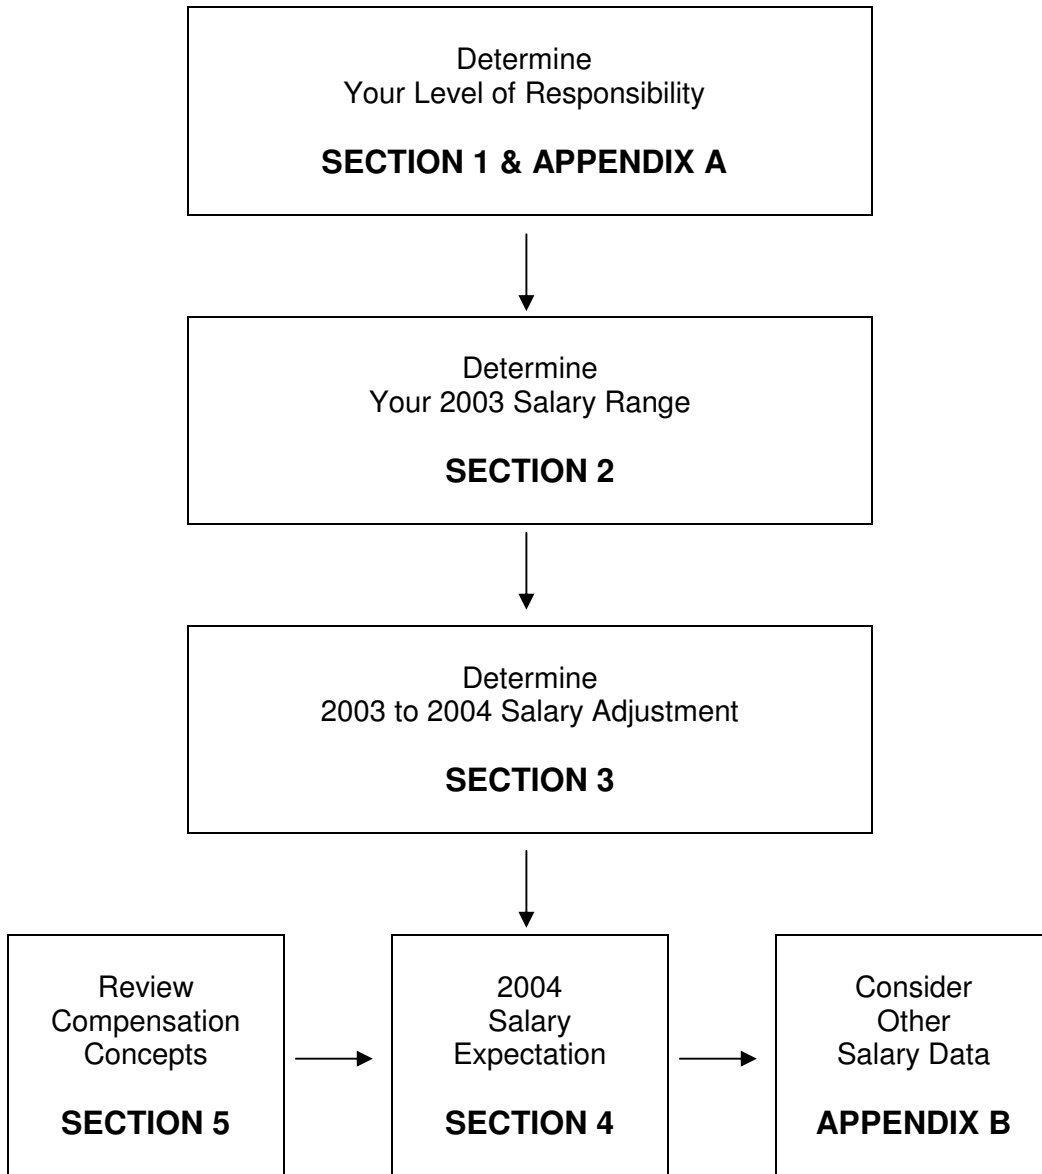 Determine
Your Level of Responsibility
SECTION 1 & APPENDIX A
Determine
Your 2003 Salary Range
SECTION 2
Determine
2003 to 2004 Salary Adjustment
SECTION 3
Review
Compensation
Concepts
SECTION 5
2004
Salary
Expectation
SECTION 4
Consider
Other
Salary Data
APPENDIX B